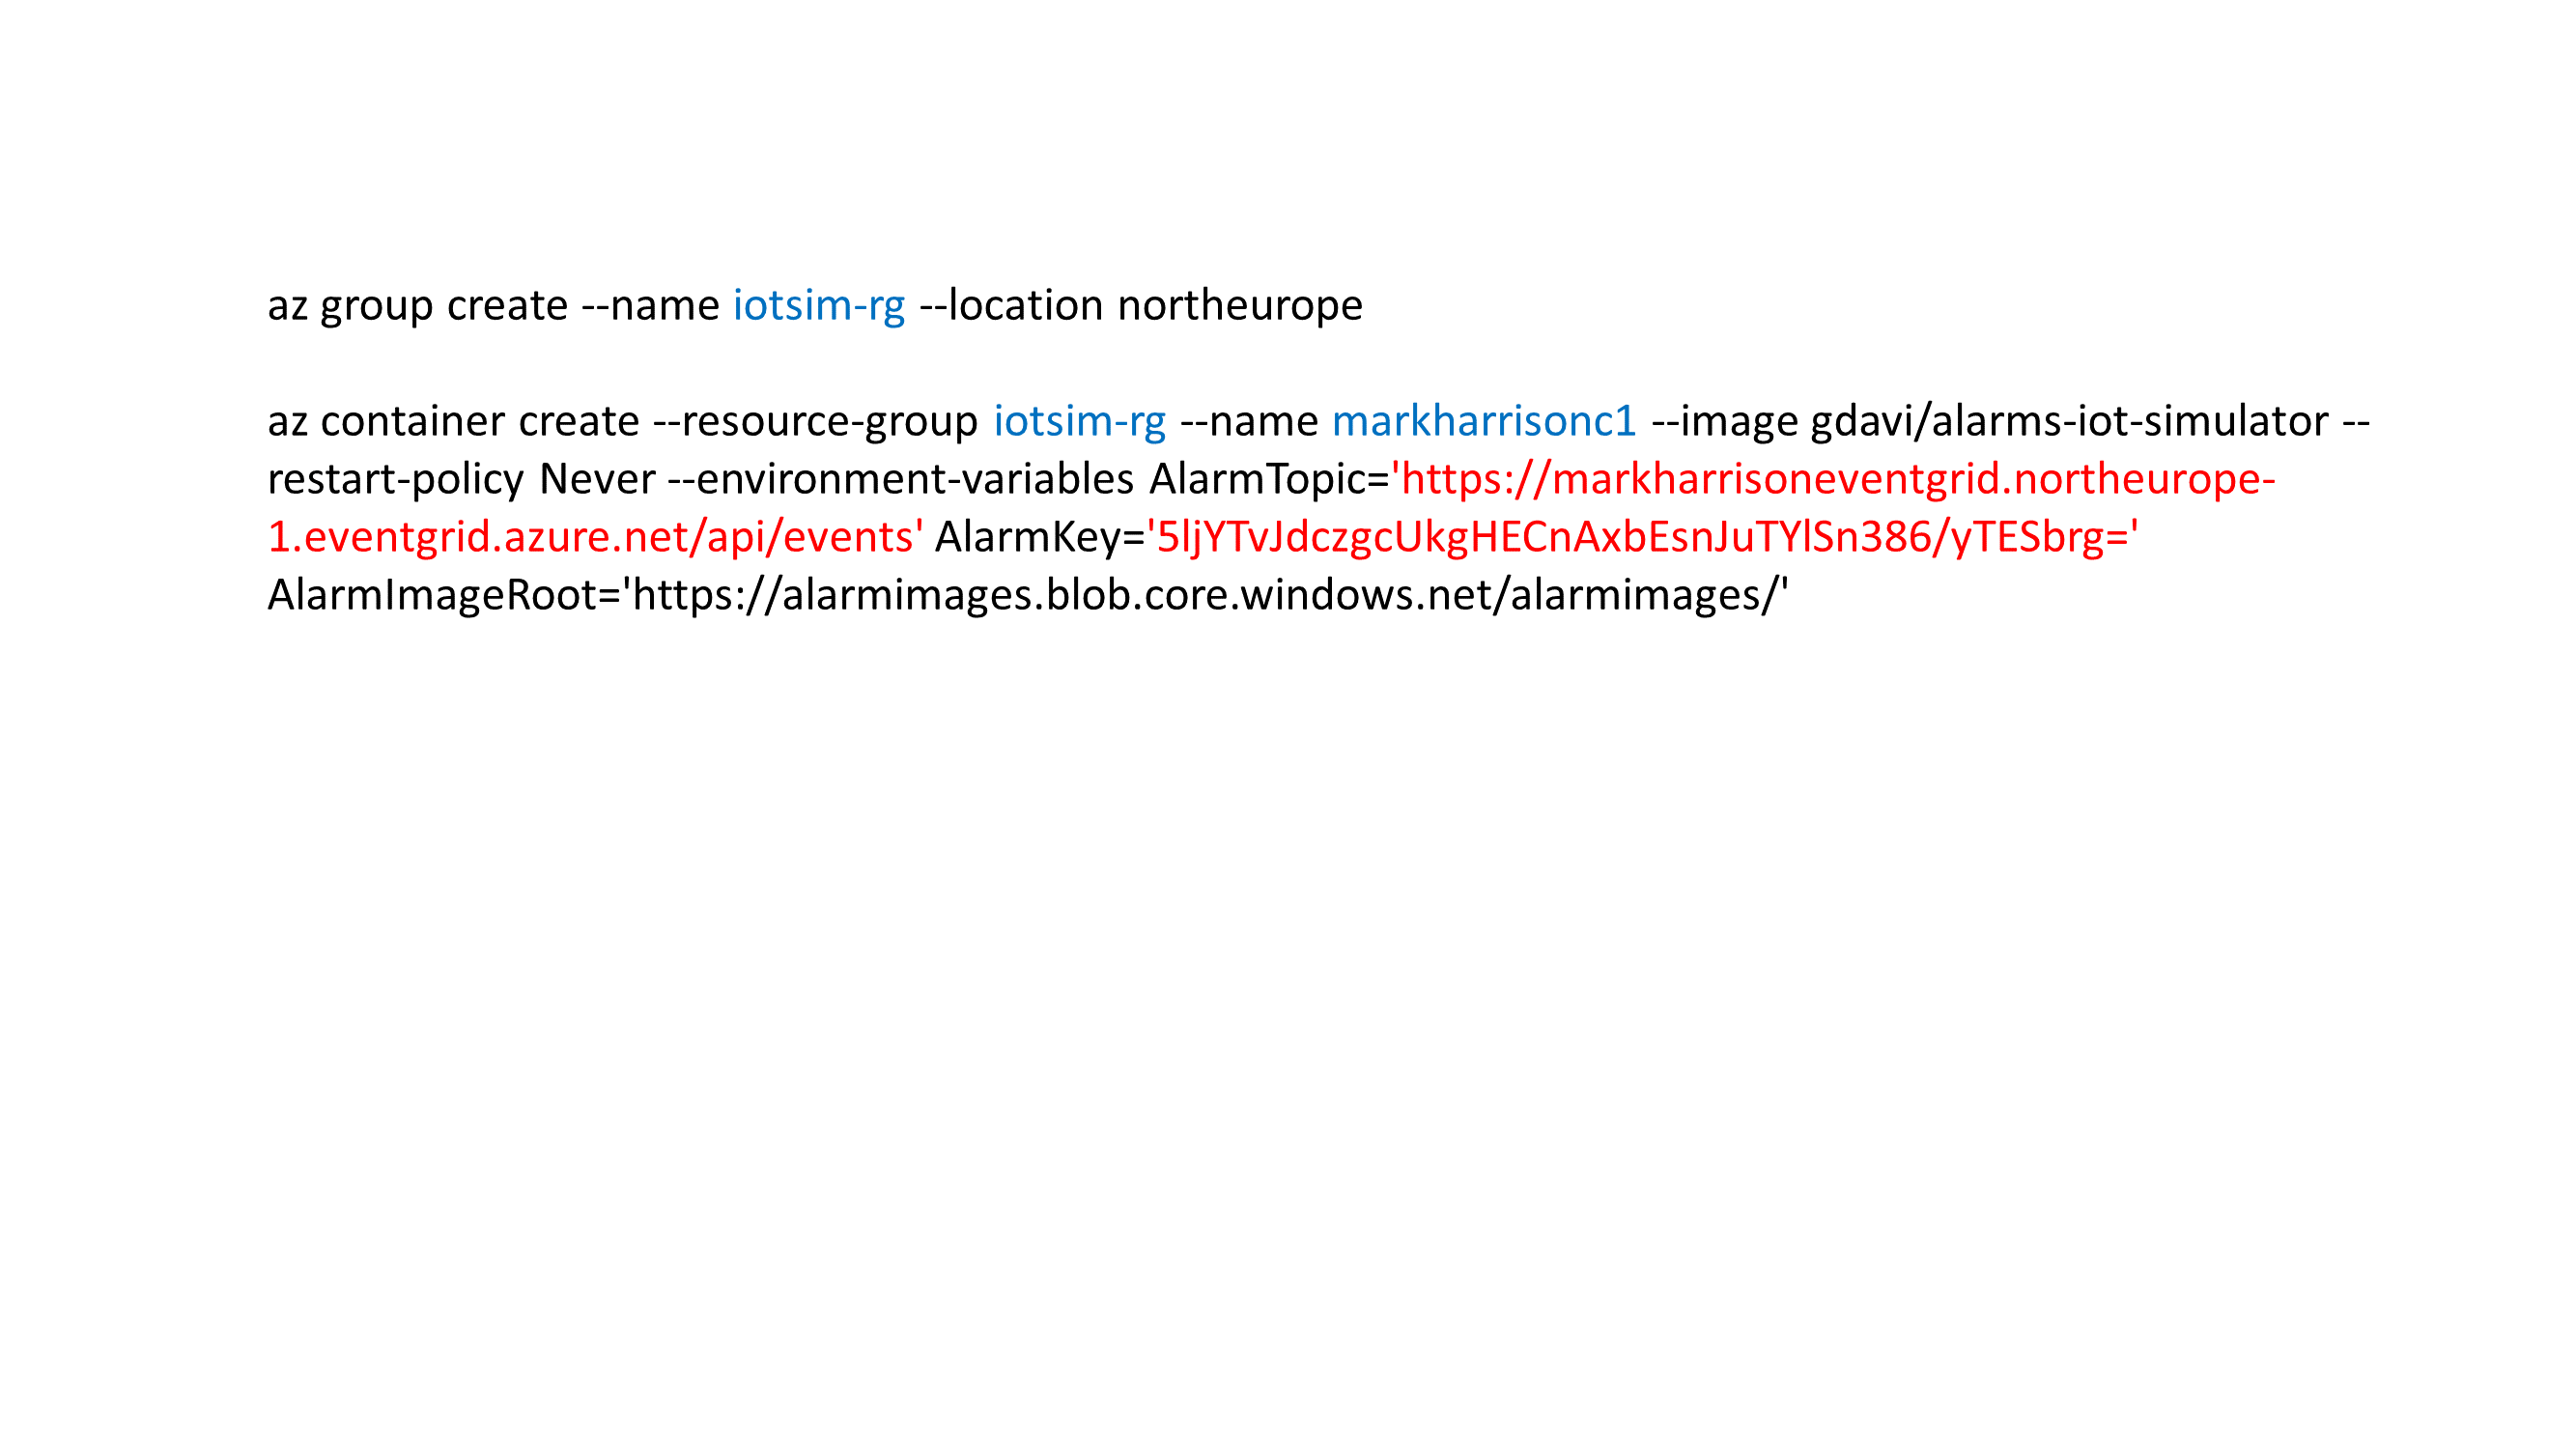 az group create --name iotsim-rg --location northeurope
az container create --resource-group iotsim-rg --name markharrisonc1 --image gdavi/alarms-iot-simulator --
restart-policy Never --environment-variables AlarmTopic='https://markharrisoneventgrid.northeurope-
1.eventgrid.azure.net/api/events' AlarmKey='5ljYTvJdczgcUkgHECnAxbEsnJuTYlSn386/yTESbrg='
AlarmImageRoot='https://alarmimages.blob.core.windows.net/alarmimages/'